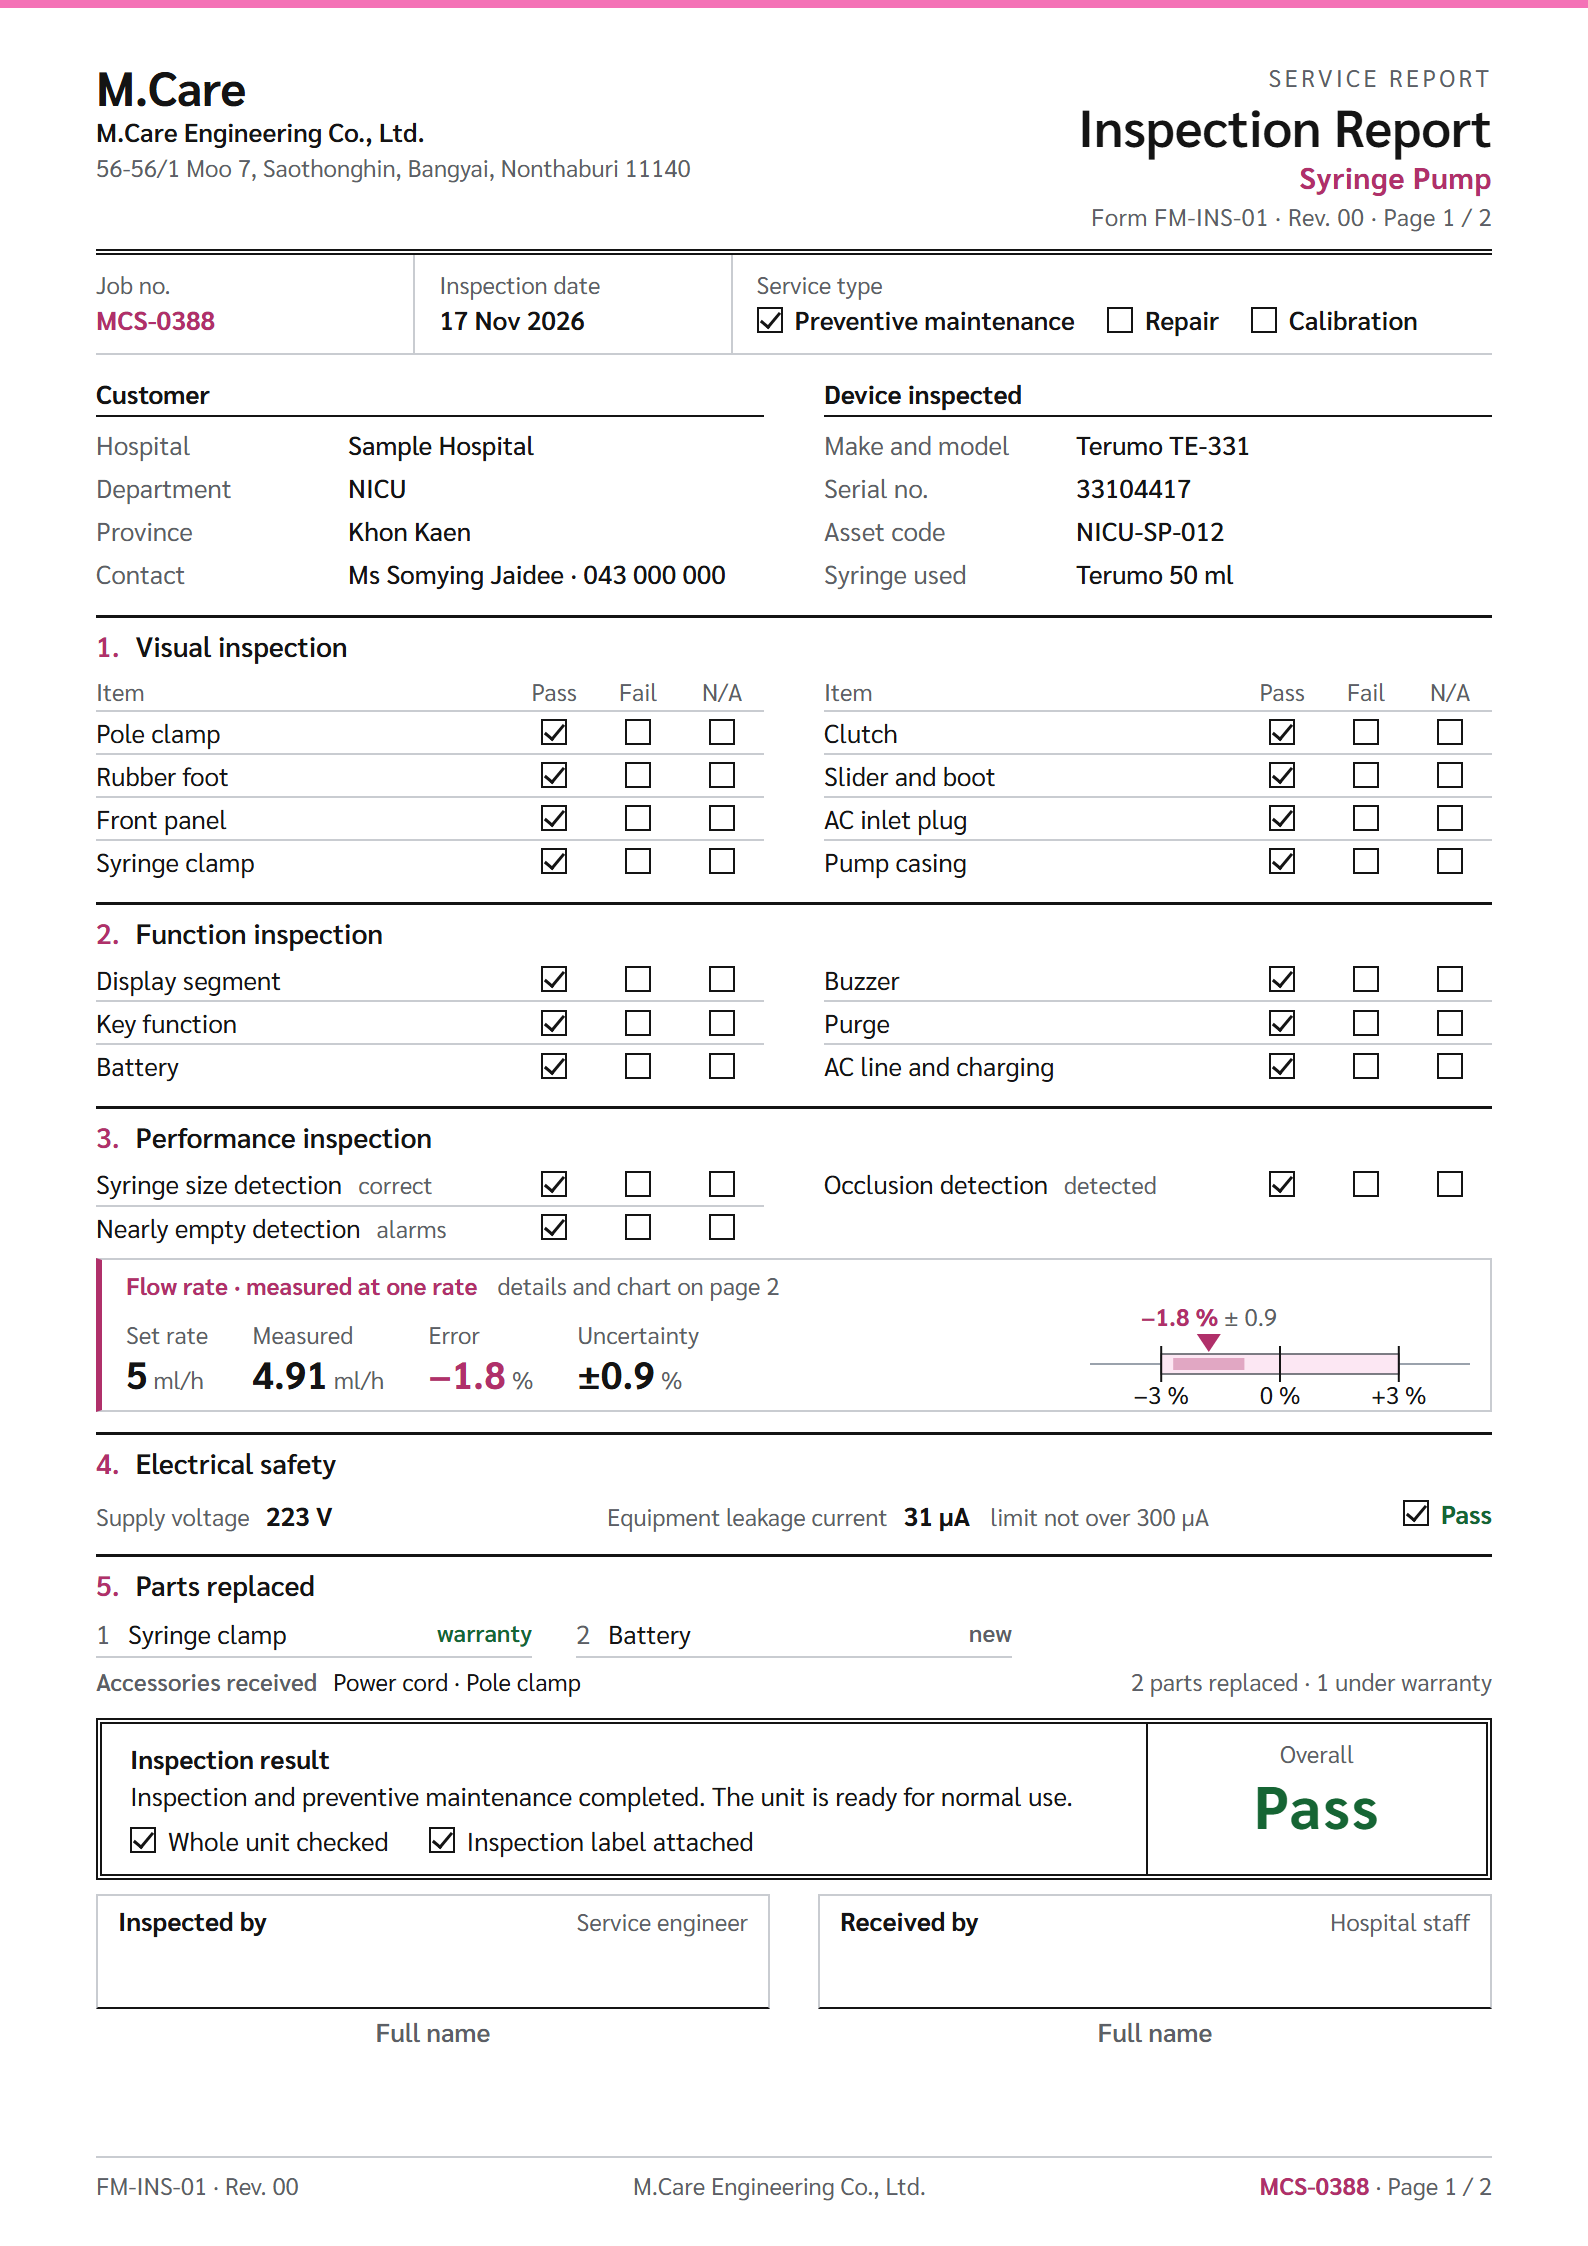 M.Care
M.Care Engineering Co., Ltd.
56-56/1 Moo 7, Saothonghin, Bangyai, Nonthaburi 11140
SERVICE REPORT
Inspection Report
Syringe Pump
Form FM-INS-01 · Rev. 00 · Page 1 / 2
Job no.
MCS-0388
Inspection date
17 Nov 2026
Service type
Preventive maintenance Repair Calibration
Customer
Hospital Sample Hospital
Department NICU
Province Khon Kaen
Contact Ms Somying Jaidee · 043 000 000
Device inspected
Make and model Terumo TE-331
Serial no. 33104417
Asset code NICU-SP-012
Syringe used Terumo 50 ml
1. Visual inspection
Item Pass Fail N/A
Pole clamp
Rubber foot
Front panel
Syringe clamp
Item Pass Fail N/A
Clutch
Slider and boot
AC inlet plug
Pump casing
2. Function inspection
Display segment
Key function
Battery
Buzzer
Purge
AC line and charging
3. Performance inspection
Syringe size detection correct
Nearly empty detection alarms
Occlusion detection detected
Flow rate · measured at one rate details and chart on page 2
Set rate Measured Error Uncertainty
5 ml/h 4.91 ml/h −1.8 % ±0.9 %
−1.8 % ± 0.9
−3 % 0 % +3 %
4. Electrical safety
Supply voltage 223 V Equipment leakage current 31 µA limit not over 300 µA Pass
5. Parts replaced
1 Syringe clamp warranty 2 Battery new
Accessories received Power cord · Pole clamp 2 parts replaced · 1 under warranty
Inspection result
Inspection and preventive maintenance completed. The unit is ready for normal use.
Whole unit checked Inspection label attached
Overall
Pass
Inspected by Service engineer
Full name
Received by Hospital staff
Full name
FM-INS-01 · Rev. 00 M.Care Engineering Co., Ltd. MCS-0388 · Page 1 / 2